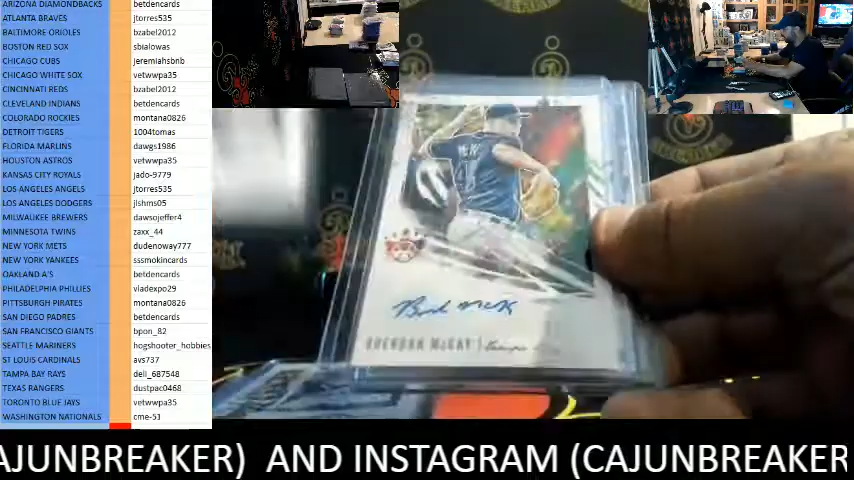 ARIZONA DIAMONDBACKS betdencards
ATLANTA BRAVES jtorres535
BALTIMORE ORIOLES bzabel2012
BOSTON RED SOX sbialowas
CHICAGO CUBS jeremiahsbnb
CHICAGO WHITE SOX vetwwpa35
CINCINNATI REDS bzabel2012
CLEVELAND INDIANS betdencards
COLORADO ROCKIES montana0826
DETROIT TIGERS 1004tomas
FLORIDA MARLINS dawgs1986
HOUSTON ASTROS vetwwpa35
KANSAS CITY ROYALS jado-9779
LOS ANGELES ANGELS jtorres535
LOS ANGELES DODGERS jlshms05
MILWAUKEE BREWERS dawsojeffer4
MINNESOTA TWINS zaxx_44
NEW YORK METS dudenoway777
NEW YORK YANKEES sssmokincards
OAKLAND A'S betdencards
PHILADELPHIA PHILLIES vladexpo29
PITTSBURGH PIRATES montana0826
SAN DIEGO PADRES betdencards
SAN FRANCISCO GIANTS bpon_82
SEATTLE MARINERS hogshooter_hobbies
ST LOUIS CARDINALS avs737
TAMPA BAY RAYS deli_687548
TEXAS RANGERS dustpac0468
TORONTO BLUE JAYS vetwwpa35
WASHINGTON NATIONALS cme-53
BRENDAN McKAY | Tampa
AJUNBREAKER) AND INSTAGRAM (CAJUNBREAKER